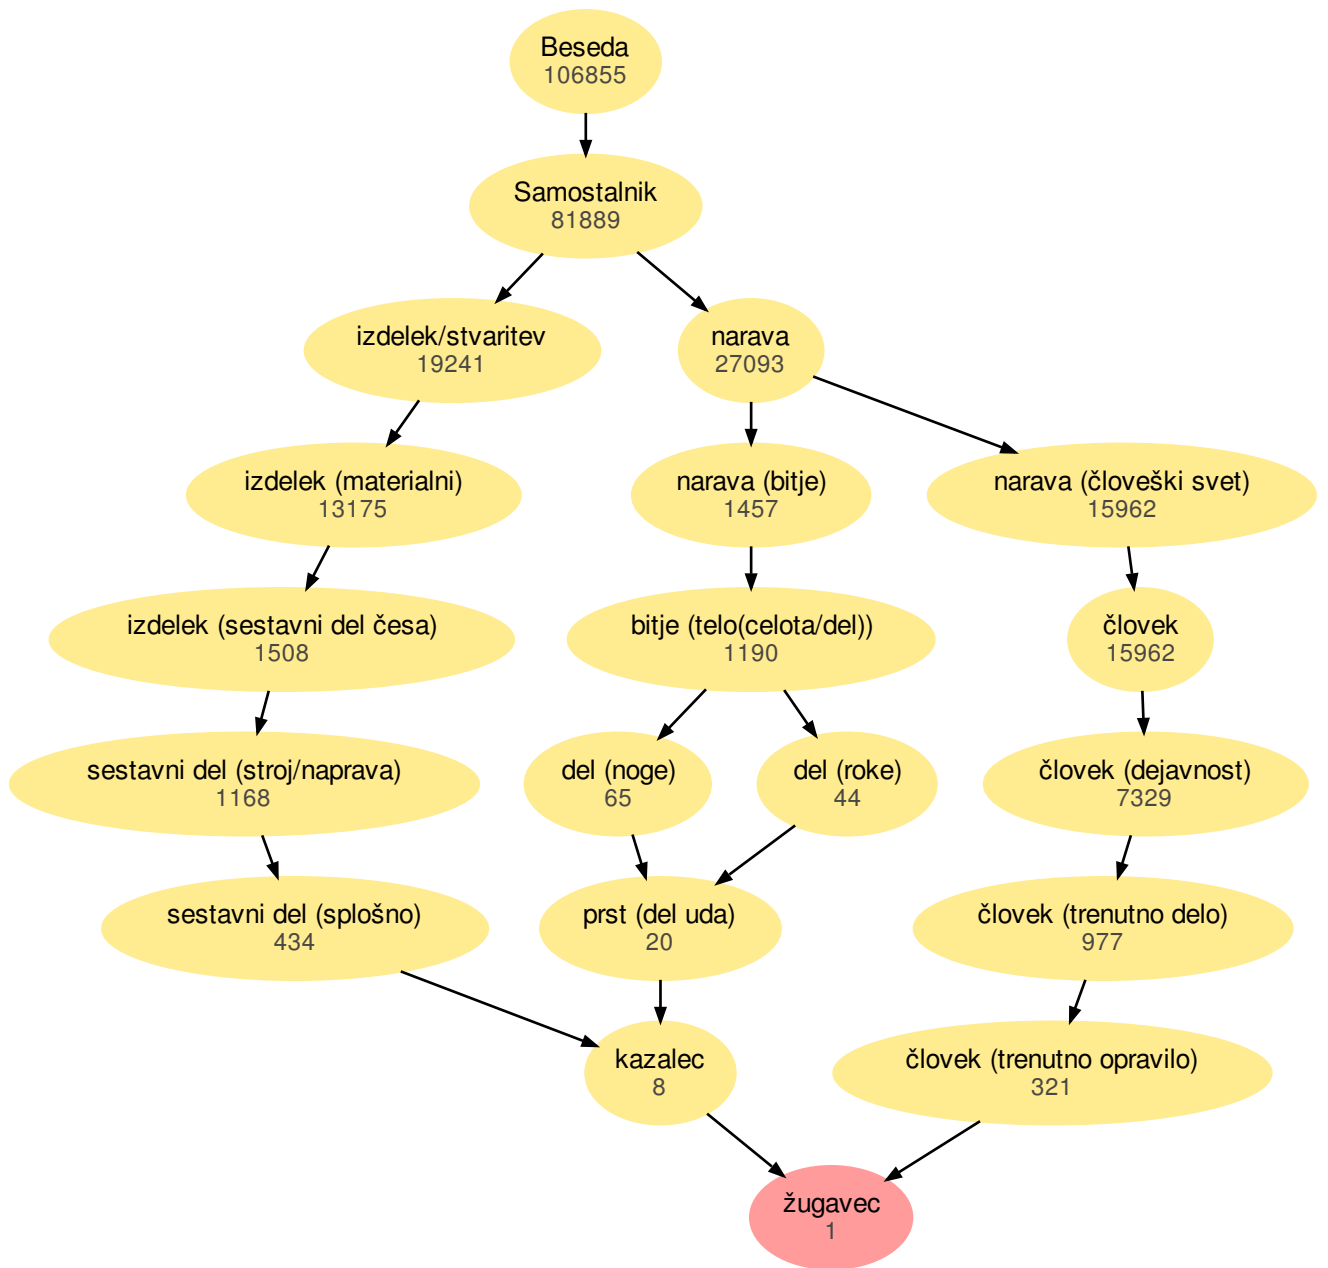 Beseda
106855
Samostalnik
81889
izdelek/stvaritev
19241
narava
27093
izdelek (materialni)
13175
narava (bitje)
1457
narava (človeški svet)
15962
izdelek (sestavni del česa)
1508
bitje (telo(celota/del))
1190
človek
15962
sestavni del (stroj/naprava)
1168
del (noge)
65
del (roke)
44
človek (dejavnost)
7329
sestavni del (splošno)
434
prst (del uda)
20
človek (trenutno delo)
977
kazalec
8
človek (trenutno opravilo)
321
žugavec
1